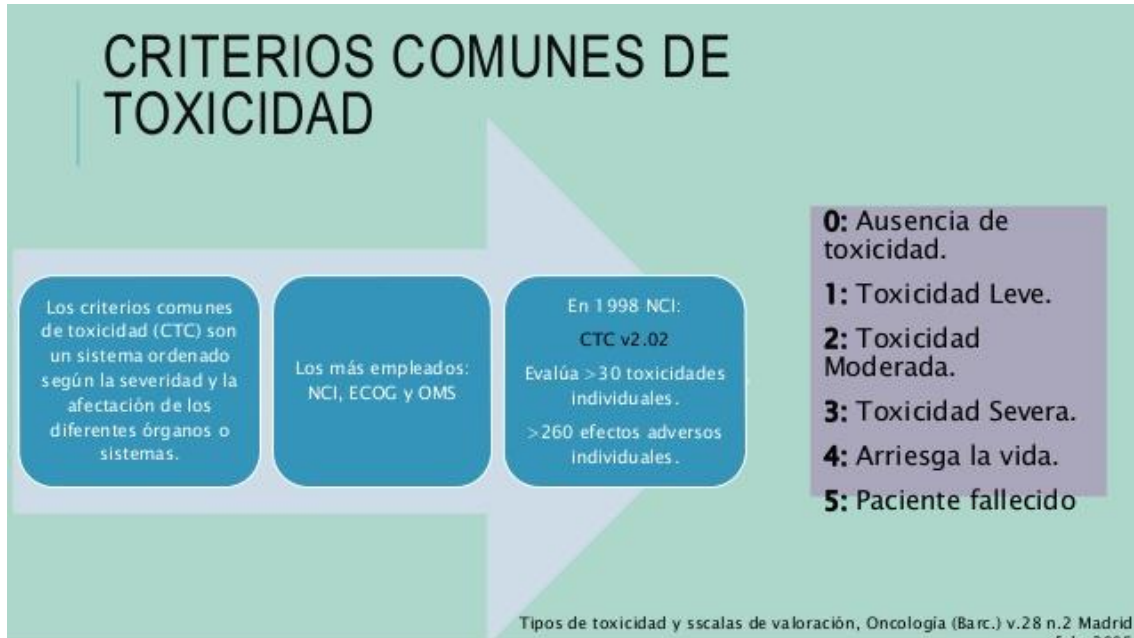 CRITERIOS COMUNES DE
TOXICIDAD
Los criterios comunes
de toxicidad (CTC) son
un sistema ordenado
según la severidad y la
afectación de los
diferentes órganos o
sistemas.
Los más empleados:
NCI, ECOG y OMS
En 1998 NCI:
CTC v2.02
Evalúa >30 toxicidades
individuales.
>260 efectos adversos
individuales.
0: Ausencia de
toxicidad.
1: Toxicidad Leve.
2: Toxicidad
Moderada.
3: Toxicidad Severa.
4: Arriesga la vida.
5: Paciente fallecido
Tipos de toxicidad y sscalas de valoración, Oncología (Barc.) v.28 n.2 Madrid